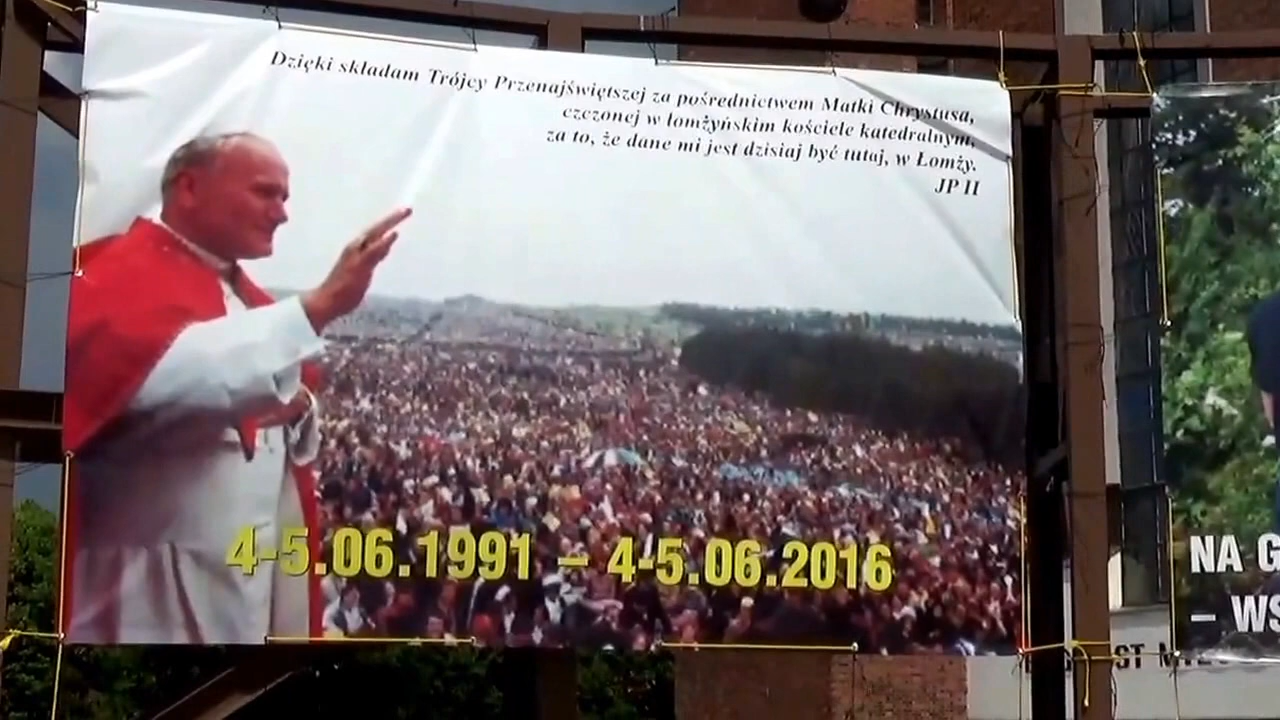 Dzięki składam Trójcy Przenajświętszej za pośrednictwem Matki Chrystusa,
czczonej w łomżyńskim kościele katedralnym,
za to, że dane mi jest dzisiaj być tutaj, w Łomży.
JP II
4-5.06.1991 – 4-5.06.2016
NA G
– WS
ST